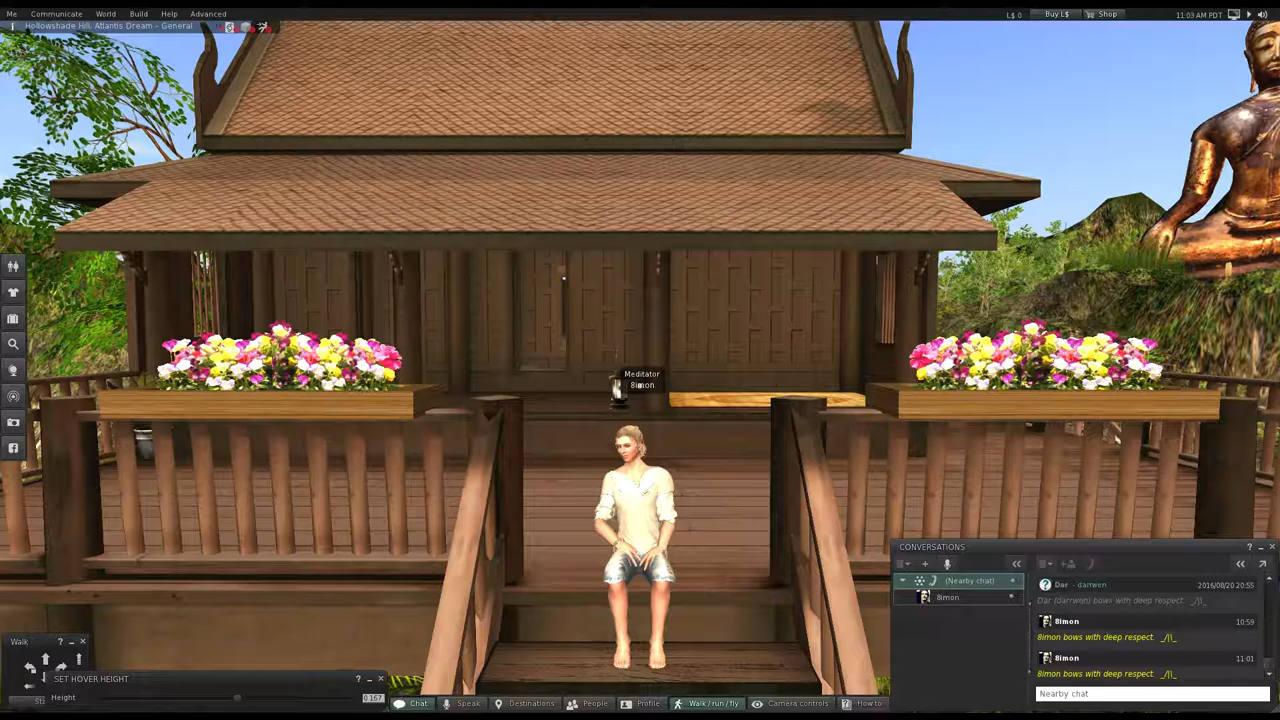 Me Communicate World Build Help Advanced
L$ 0 Buy L$ Shop 11:03 AM PDT
i Hollowshade Hill, Atlantis Dream - General
Meditator
8imon
CONVERSATIONS ? _ ×
(Nearby chat)
8imon
Dar - darrwen 2016/08/20 20:55
Dar (darrwen) bows with deep respect. _/|\_
8imon 10:59
8imon bows with deep respect. _/|\_
8imon 11:01
8imon bows with deep respect. _/|\_
Nearby chat
Walk ? _ ×
SET HOVER HEIGHT ? _ ×
Height 0.167
Chat Speak Destinations People Profile Walk / run / fly Camera controls How to